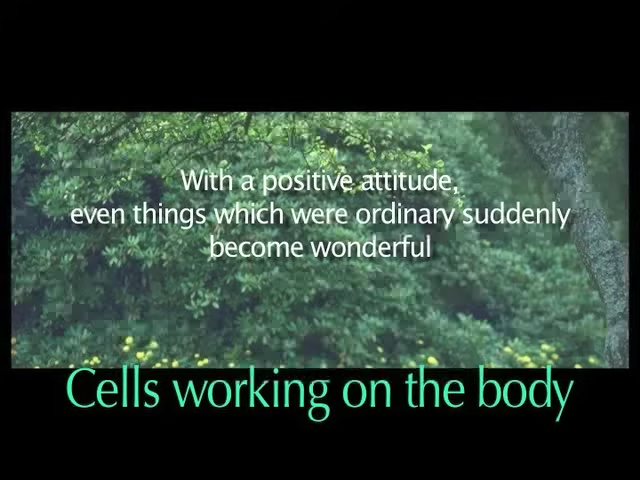 With a positive attitude,
even things which were ordinary suddenly
become wonderful
Cells working on the body